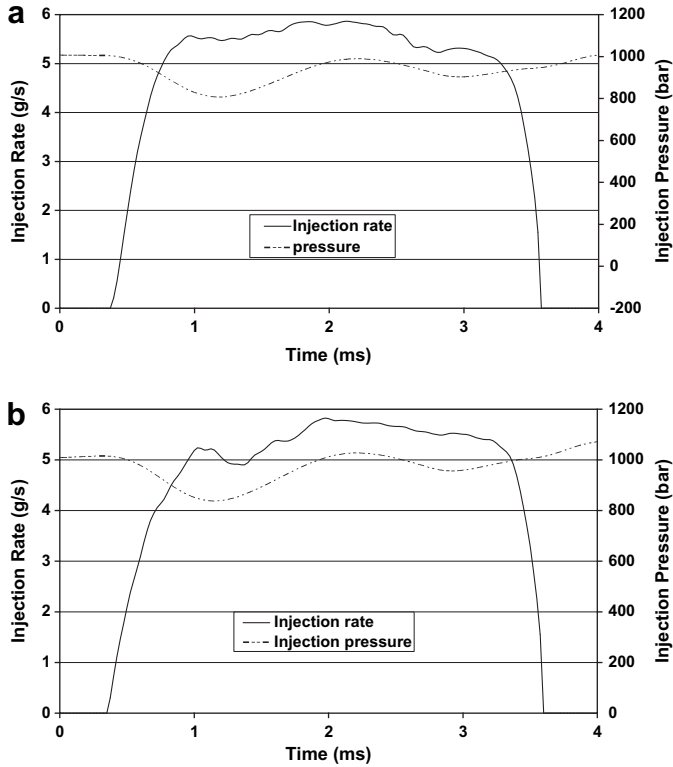 a
6
5
4
3
2
1
0
Injection Rate (g/s)
1200
1000
800
600
400
200
0
-200
Injection Pressure (bar)
Injection rate
pressure
0 1 2 3 4
Time (ms)
b
6
5
4
3
2
1
0
Injection Rate (g/s)
1200
1000
800
600
400
200
0
Injection Pressure (bar)
Injection rate
Injection pressure
0 1 2 3 4
Time (ms)